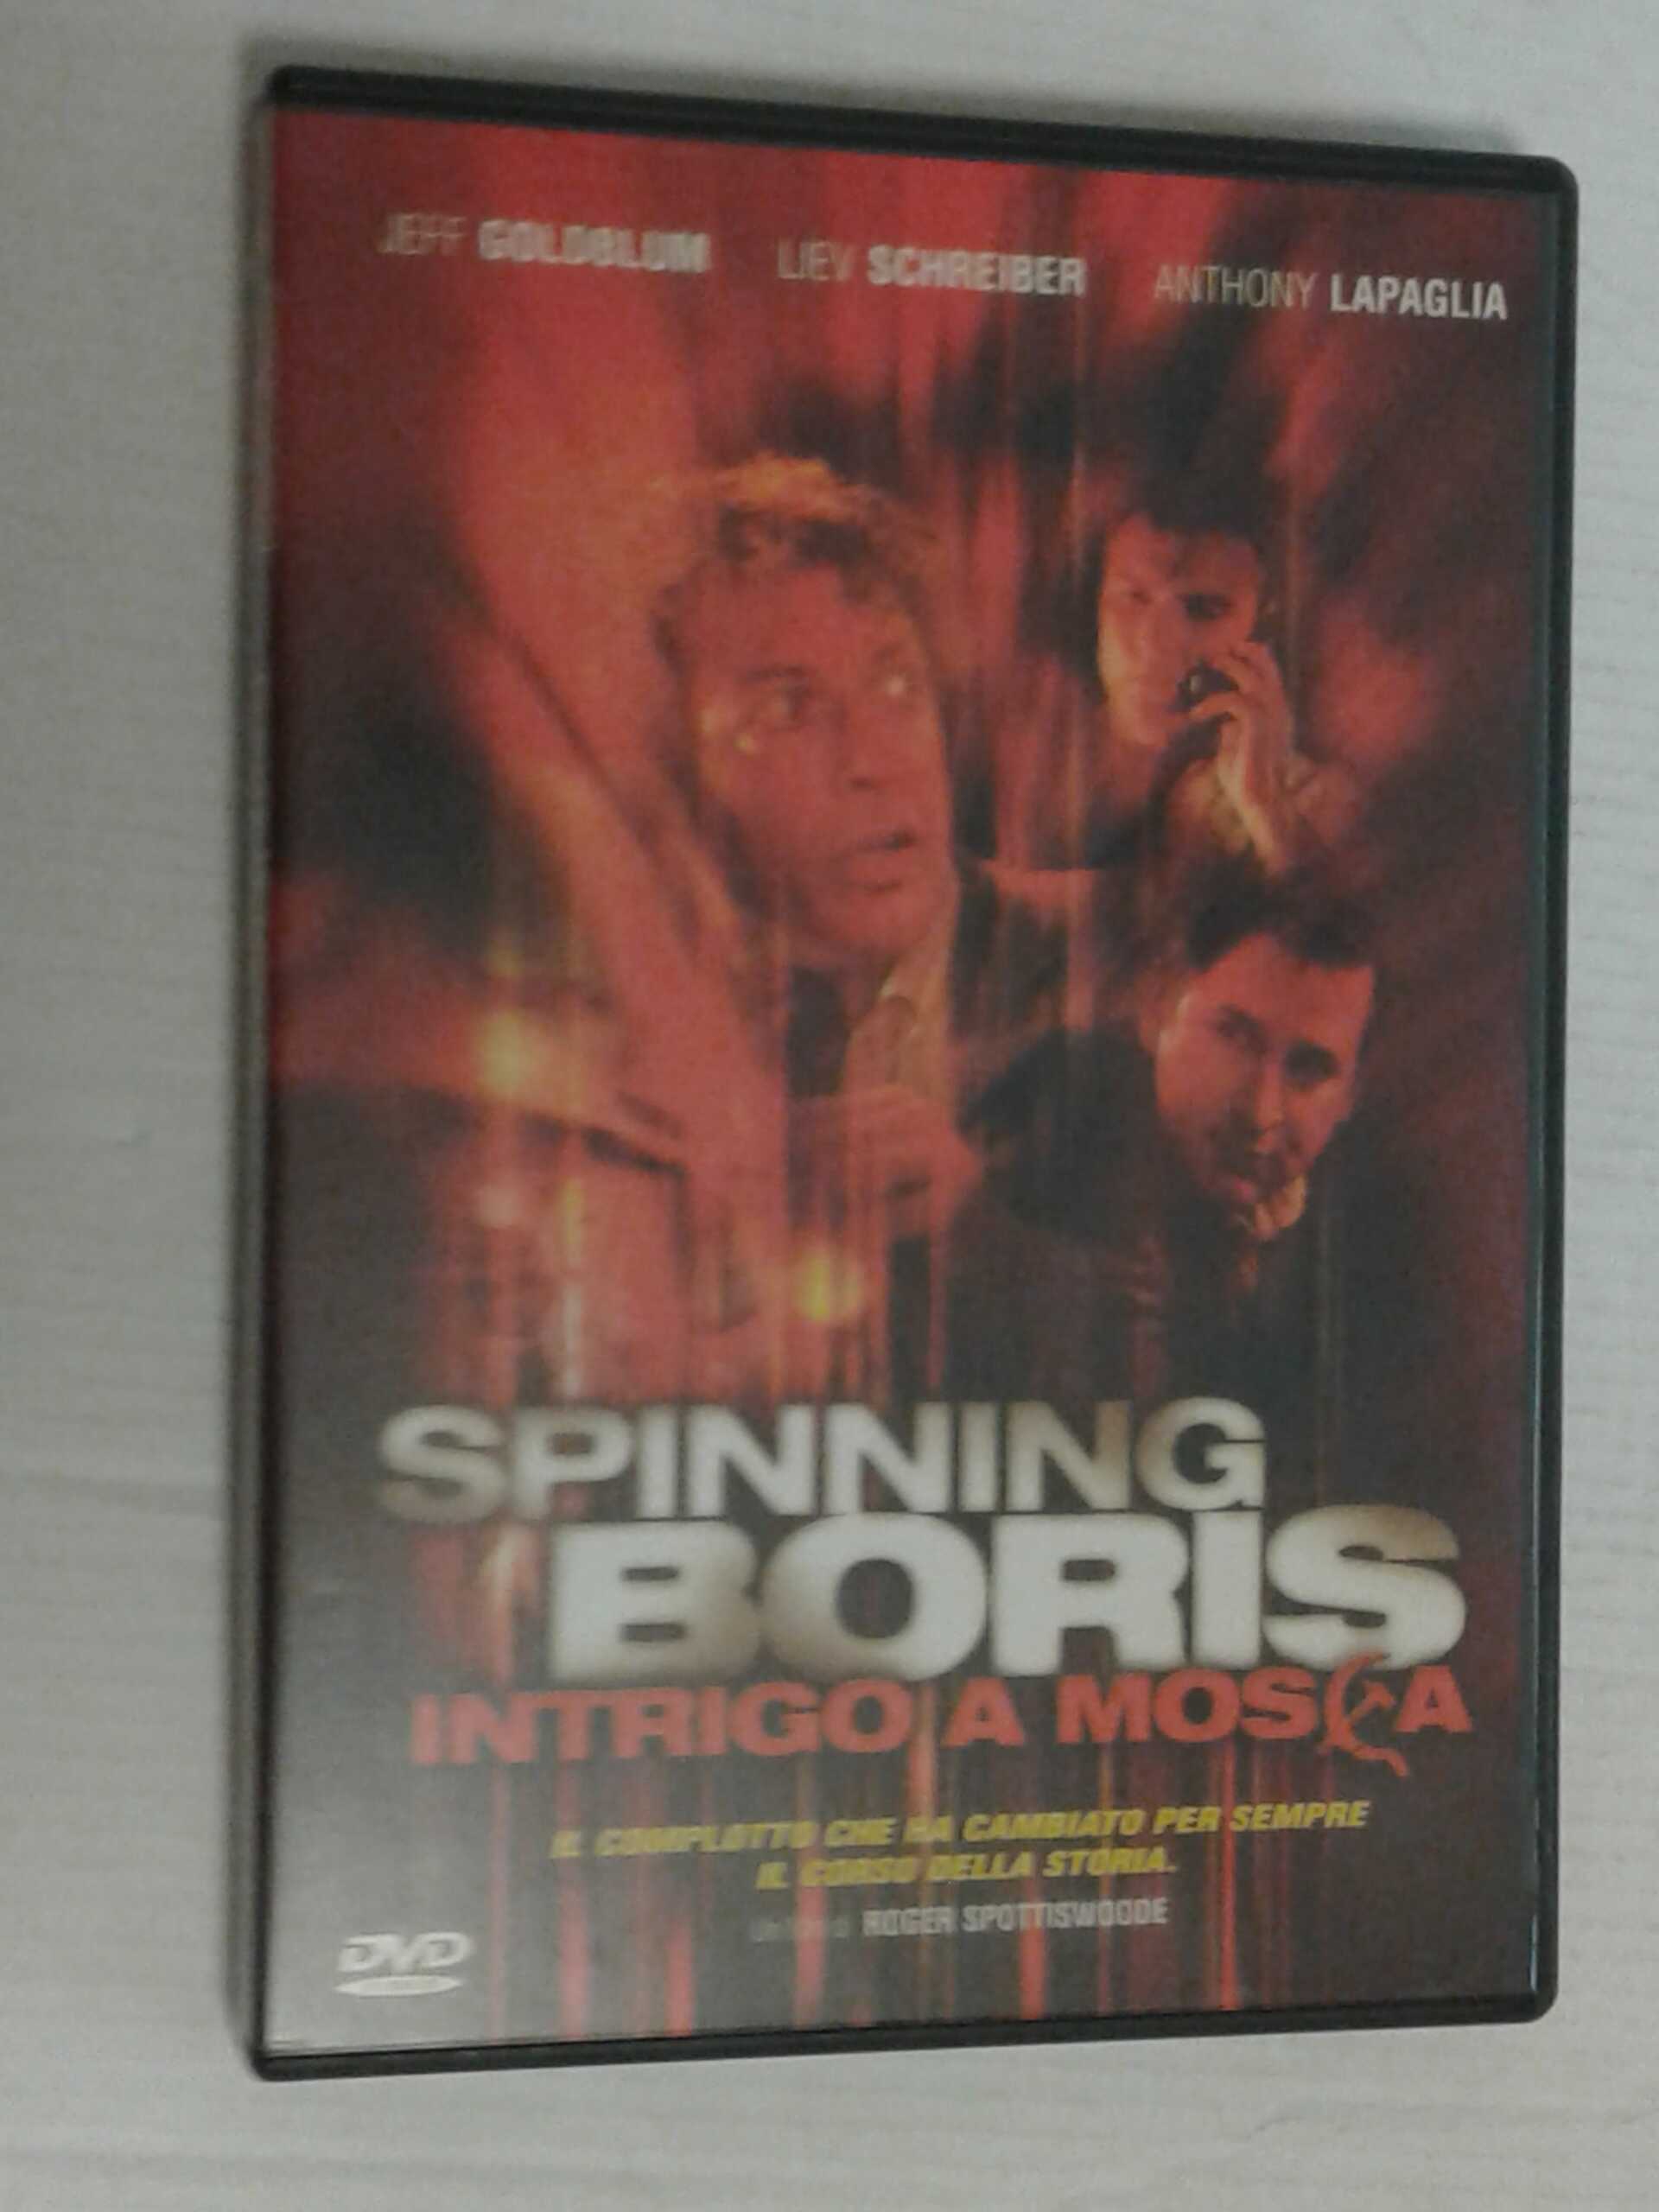 JEFF GOLDBLUM LIEV SCHREIBER ANTHONY LAPAGLIA
SPINNING
BORIS
INTRIGO A MOSCA
IL COMPLOTTO CHE HA CAMBIATO PER SEMPRE
IL CORSO DELLA STORIA.
ROGER SPOTTISWOODE
DVD